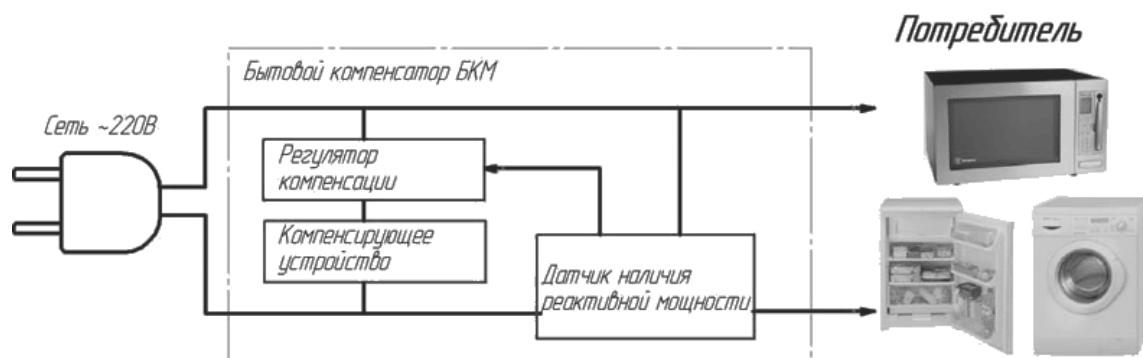 Потребитель
Бытовой компенсатор БКМ
Сеть ~220В
Регулятор
компенсации
Компенсирующее
устройство
Датчик наличия
реактивной мощности